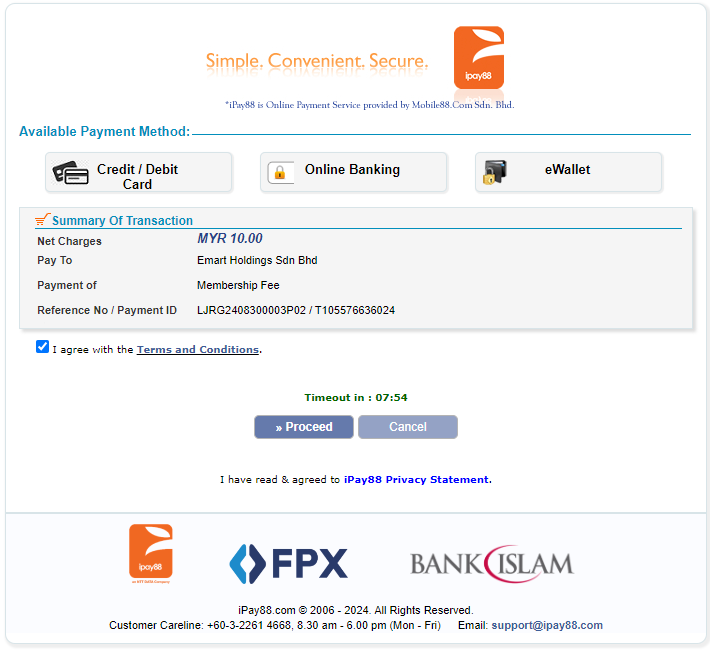 Simple. Convenient. Secure.
ipay88
*iPay88 is Online Payment Service provided by Mobile88.Com Sdn. Bhd.
Available Payment Method:
Credit / Debit
Card
Online Banking
eWallet
Summary Of Transaction
Net Charges MYR 10.00
Pay To Emart Holdings Sdn Bhd
Payment of Membership Fee
Reference No / Payment ID LJRG2408300003P02 / T105576636024
I agree with the Terms and Conditions.
Timeout in : 07:54
» Proceed Cancel
I have read & agreed to iPay88 Privacy Statement.
ipay88
an NTT DATA Company
FPX
BANK ISLAM
iPay88.com © 2006 - 2024. All Rights Reserved.
Customer Careline: +60-3-2261 4668, 8.30 am - 6.00 pm (Mon - Fri) Email: support@ipay88.com